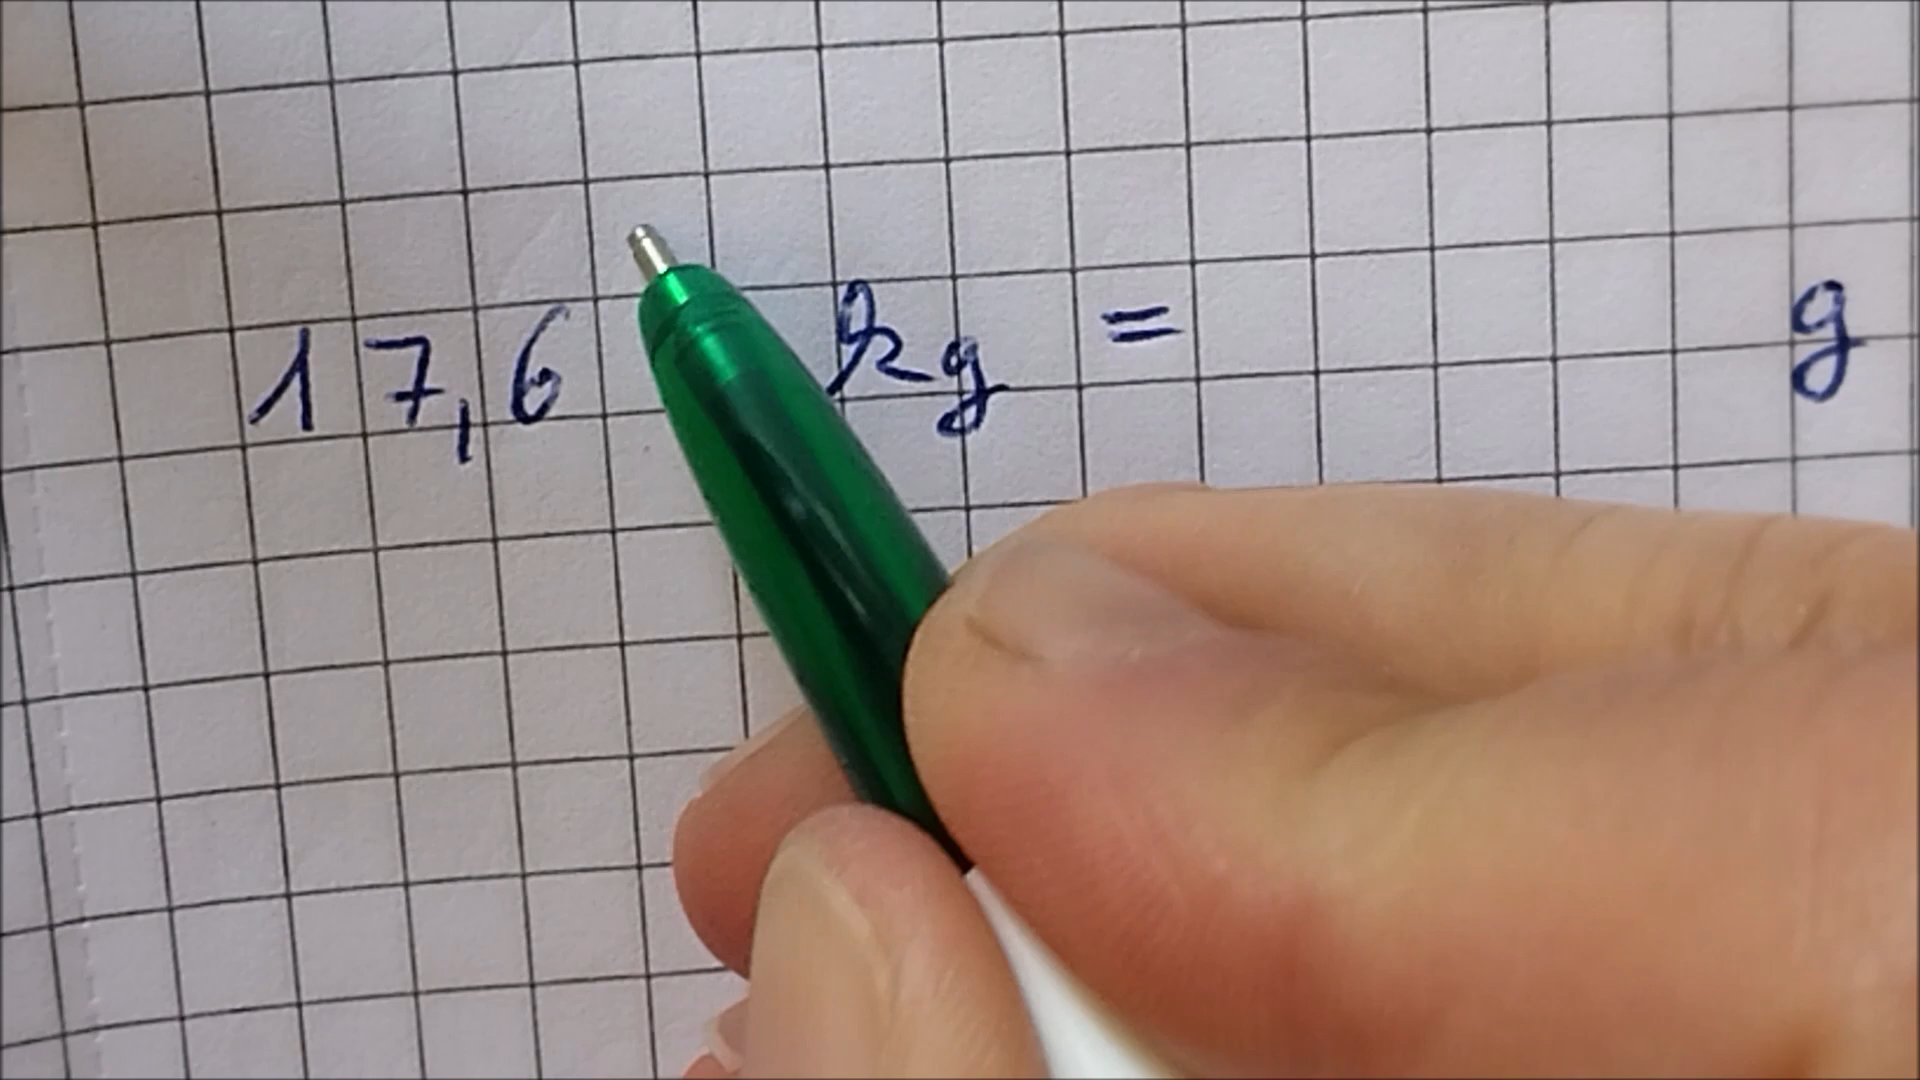 17,6 kg = g